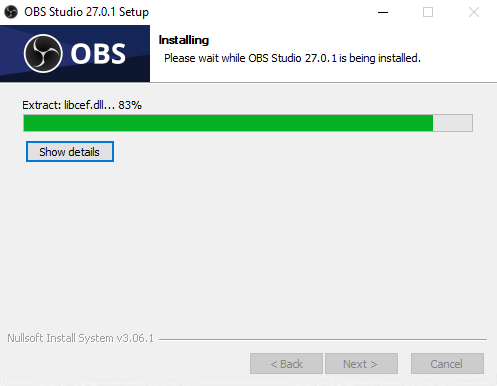 OBS Studio 27.0.1 Setup
OBS
Installing
Please wait while OBS Studio 27.0.1 is being installed.
Extract: libcef.dll... 83%
Show details
Nullsoft Install System v3.06.1
< Back
Next >
Cancel